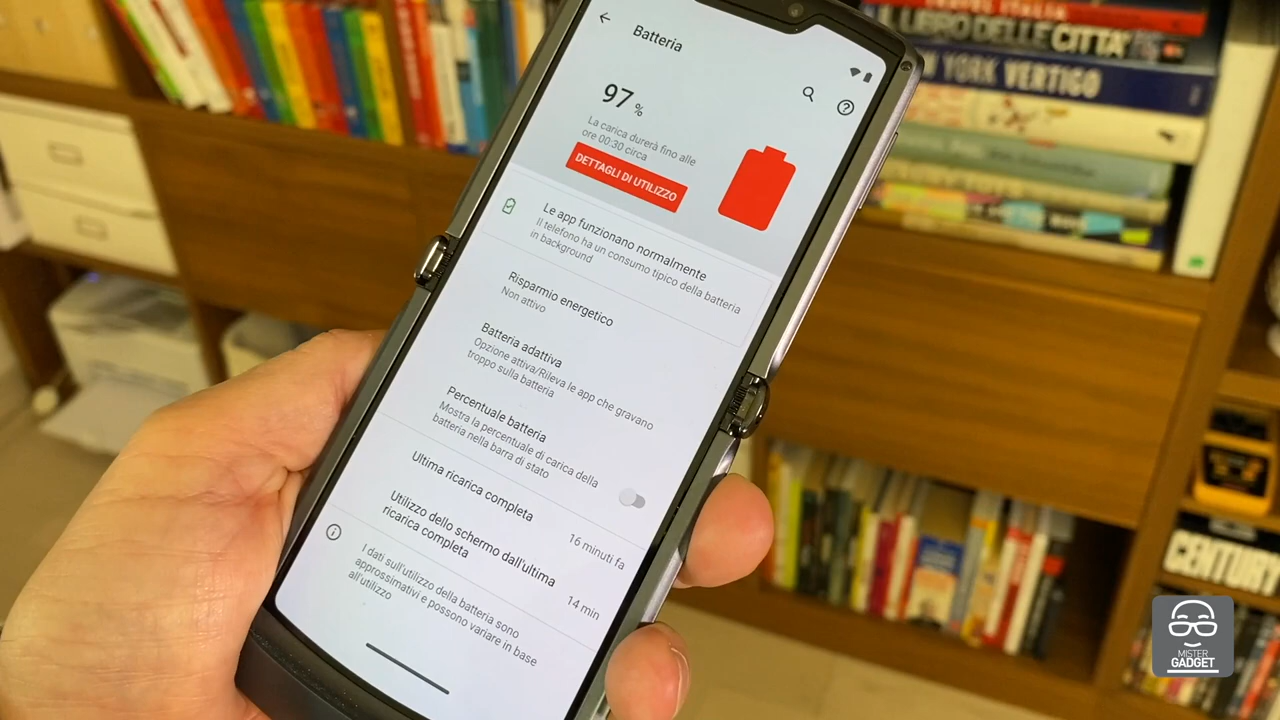 Batteria
97 %
La carica durerà fino alle
ore 00:30 circa
DETTAGLI DI UTILIZZO
Le app funzionano normalmente
Il telefono ha un consumo tipico della batteria
in background
Risparmio energetico
Non attivo
Batteria adattiva
Opzione attiva/Rileva le app che gravano
troppo sulla batteria
Percentuale batteria
Mostra la percentuale di carica della
batteria nella barra di stato
Ultima ricarica completa
16 minuti fa
Utilizzo dello schermo dall'ultima
ricarica completa
14 min
I dati sull'utilizzo della batteria sono
approssimativi e possono variare in base
all'utilizzo
IL LIBRO DELLE CITTÀ
YORK VERTIGO
CENTURY
MISTER
GADGET